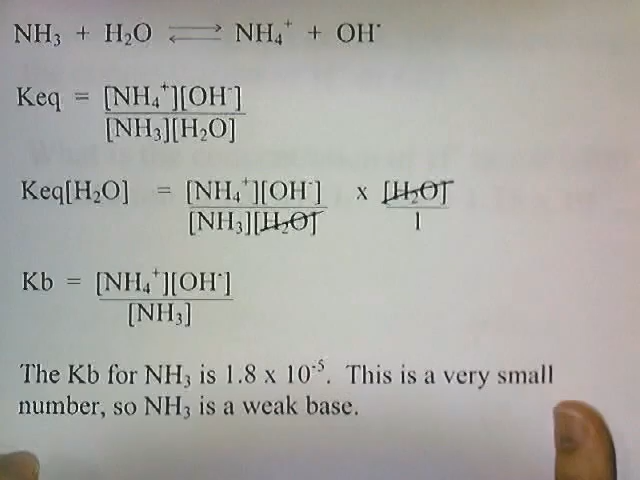 NH₃ + H₂O ⇌ NH₄⁺ + OH⁻
Keq = [NH₄⁺][OH⁻]
[NH₃][H₂O]
Keq[H₂O] = [NH₄⁺][OH⁻] x [H₂O]
[NH₃][H₂O] 1
Kb = [NH₄⁺][OH⁻]
[NH₃]
The Kb for NH₃ is 1.8 x 10⁻⁵. This is a very small
number, so NH₃ is a weak base.